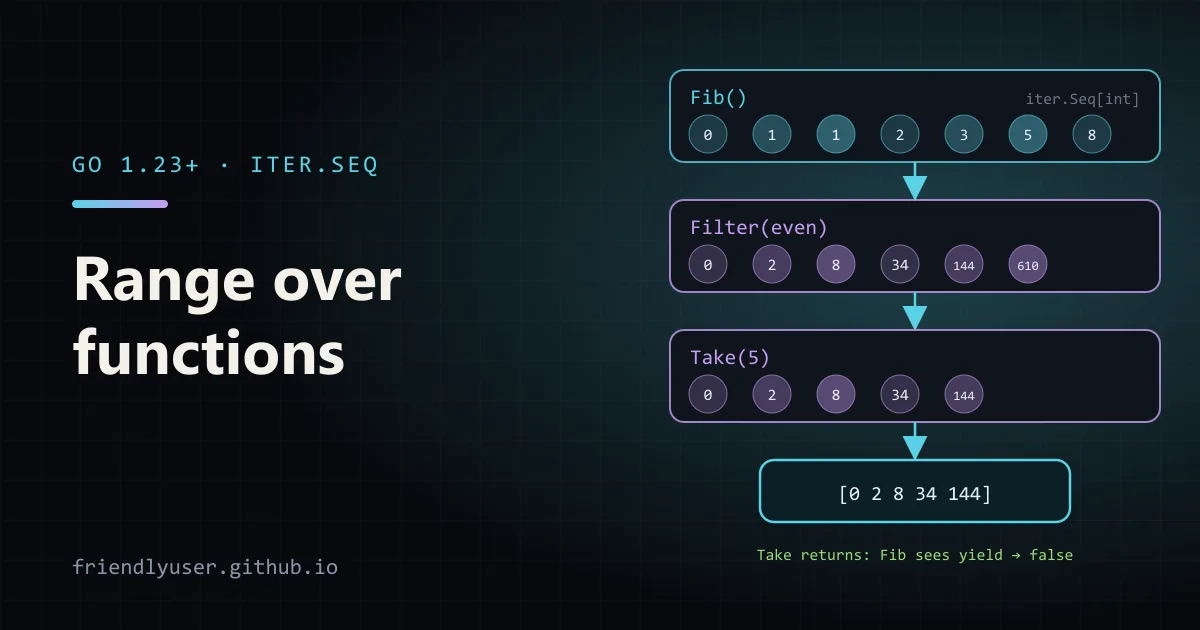 GO 1.23+ · ITER.SEQ
Range over
functions
friendlyuser.github.io
Fib()
iter.Seq[int]
0 1 1 2 3 5 8
Filter(even)
0 2 8 34 144 610
Take(5)
0 2 8 34 144
[0 2 8 34 144]
Take returns: Fib sees yield → false